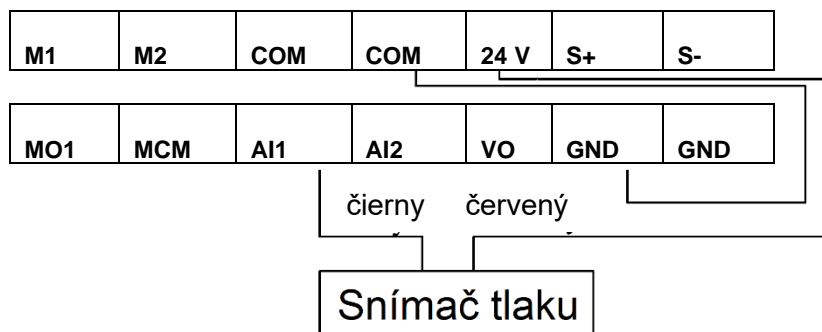 M1 M2 COM COM 24 V S+ S-
MO1 MCM AI1 AI2 VO GND GND
čierny červený
Snímač tlaku